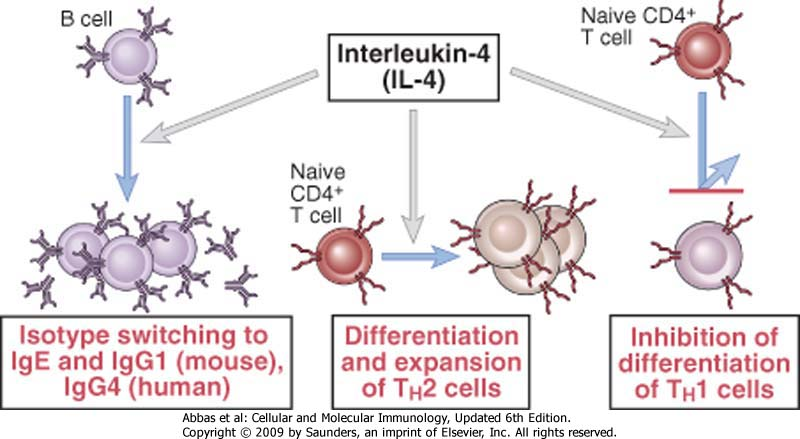 B cell
Interleukin-4
(IL-4)
Naive CD4+
T cell
Naive
CD4+
T cell
Isotype switching to
IgE and IgG1 (mouse),
IgG4 (human)
Differentiation
and expansion
of TH2 cells
Inhibition of
differentiation
of TH1 cells
Abbas et al: Cellular and Molecular Immunology, Updated 6th Edition.
Copyright © 2009 by Saunders, an imprint of Elsevier, Inc. All rights reserved.